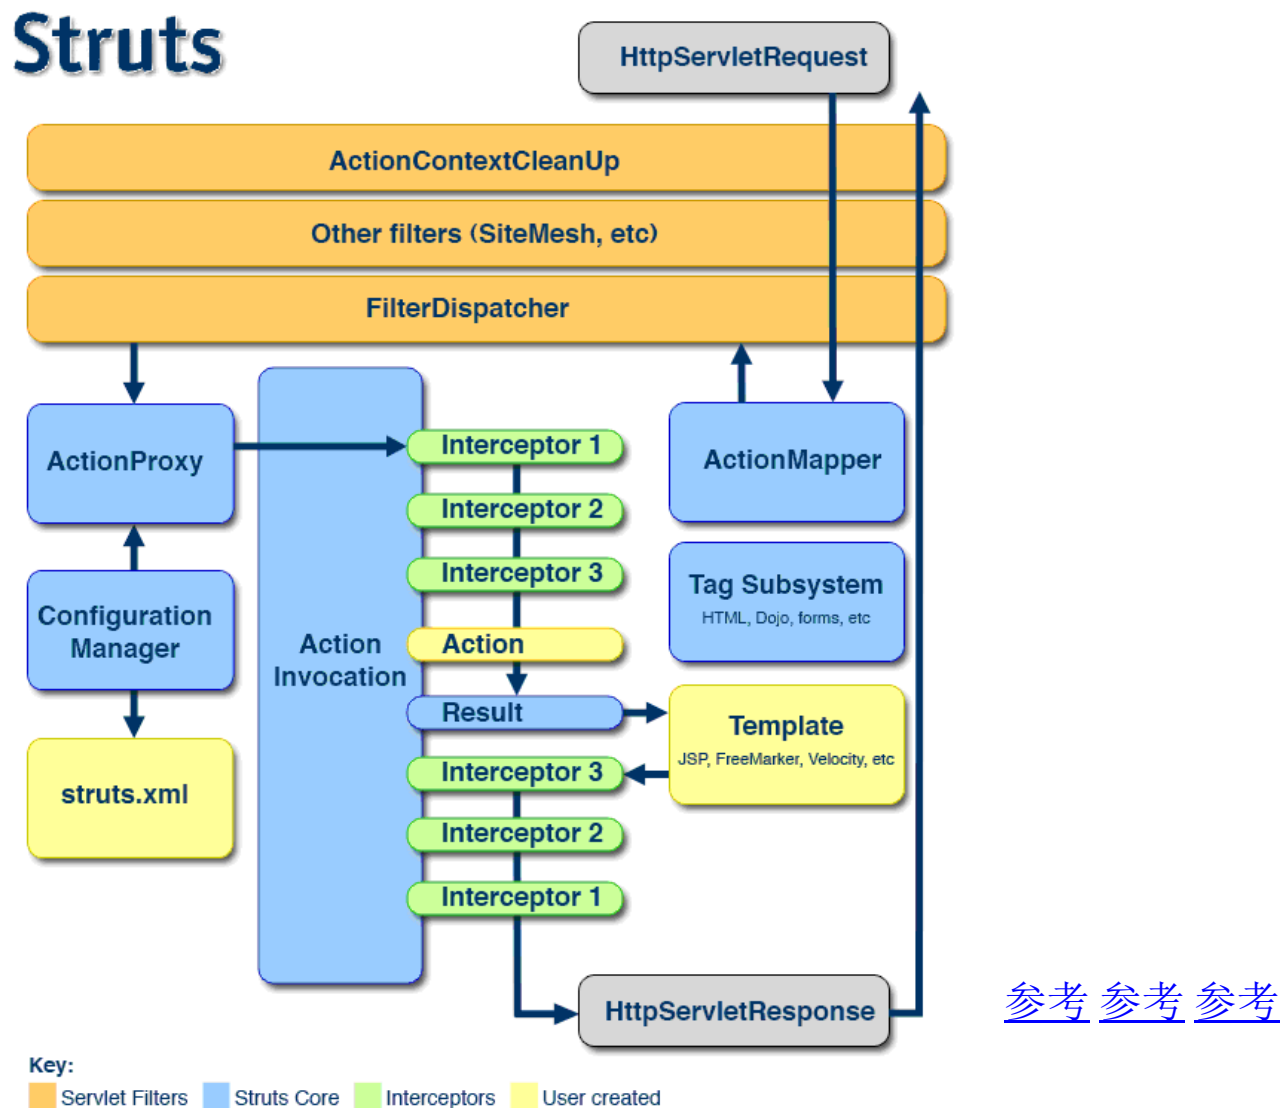 Struts
HttpServletRequest
ActionContextCleanUp
Other filters (SiteMesh, etc)
FilterDispatcher
ActionProxy
Interceptor 1
ActionMapper
Interceptor 2
Interceptor 3
Tag Subsystem
HTML, Dojo, forms, etc
Configuration
Manager
Action
Invocation
Action
Result
Template
JSP, FreeMarker, Velocity, etc
Interceptor 3
struts.xml
Interceptor 2
Interceptor 1
HttpServletResponse
参考 参考 参考
Key:
Servlet Filters Struts Core Interceptors User created